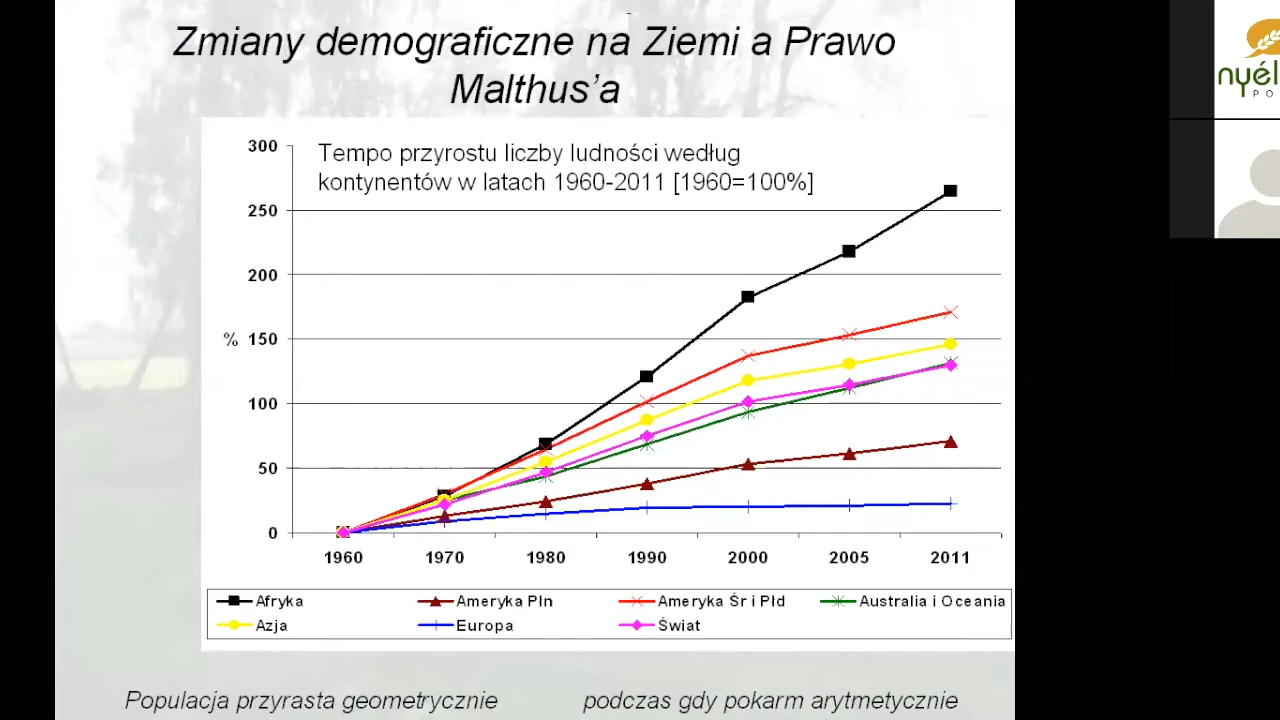 Zmiany demograficzne na Ziemi a Prawo
Malthus’a
Tempo przyrostu liczby ludności według
kontynentów w latach 1960-2011 [1960=100%]
300
250
200
% 150
100
50
0
1960 1970 1980 1990 2000 2005 2011
Afryka Ameryka Płn Ameryka Śr i Płd Australia i Oceania
Azja Europa Świat
Populacja przyrasta geometrycznie podczas gdy pokarm arytmetycznie
nyél
PO